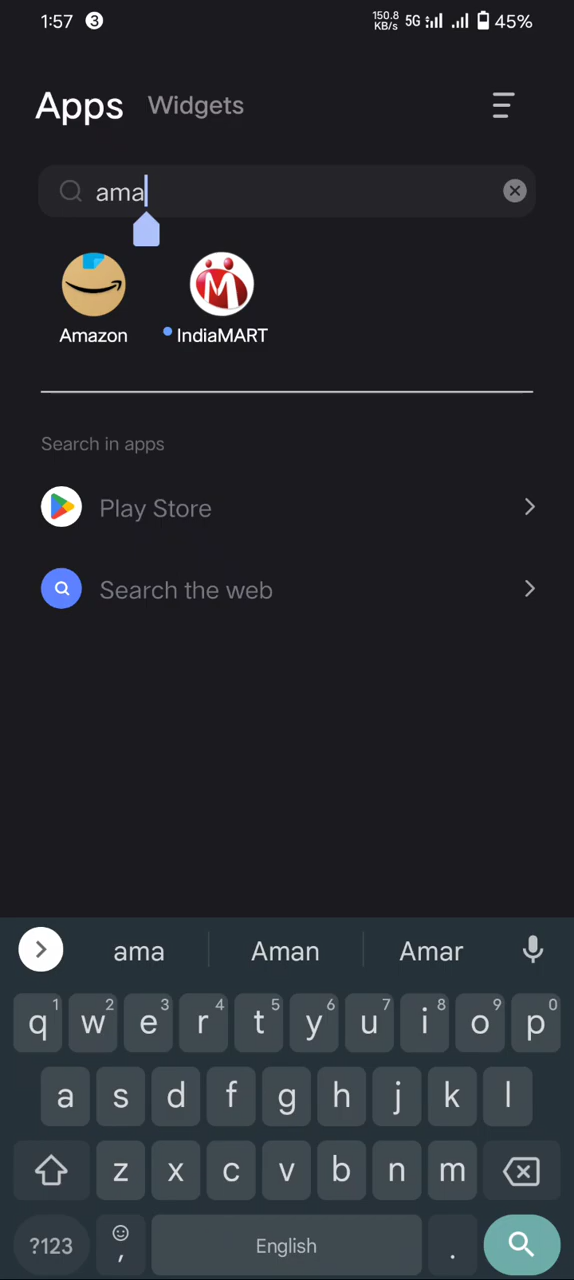 1:57 3 150.8 KB/s 5G 45%
Apps Widgets
ama
Amazon IndiaMART
Search in apps
Play Store
Search the web
ama Aman Amar
q1 w2 e3 r4 t5 y6 u7 i8 o9 p0
a s d f g h j k l
z x c v b n m
?123 , English .